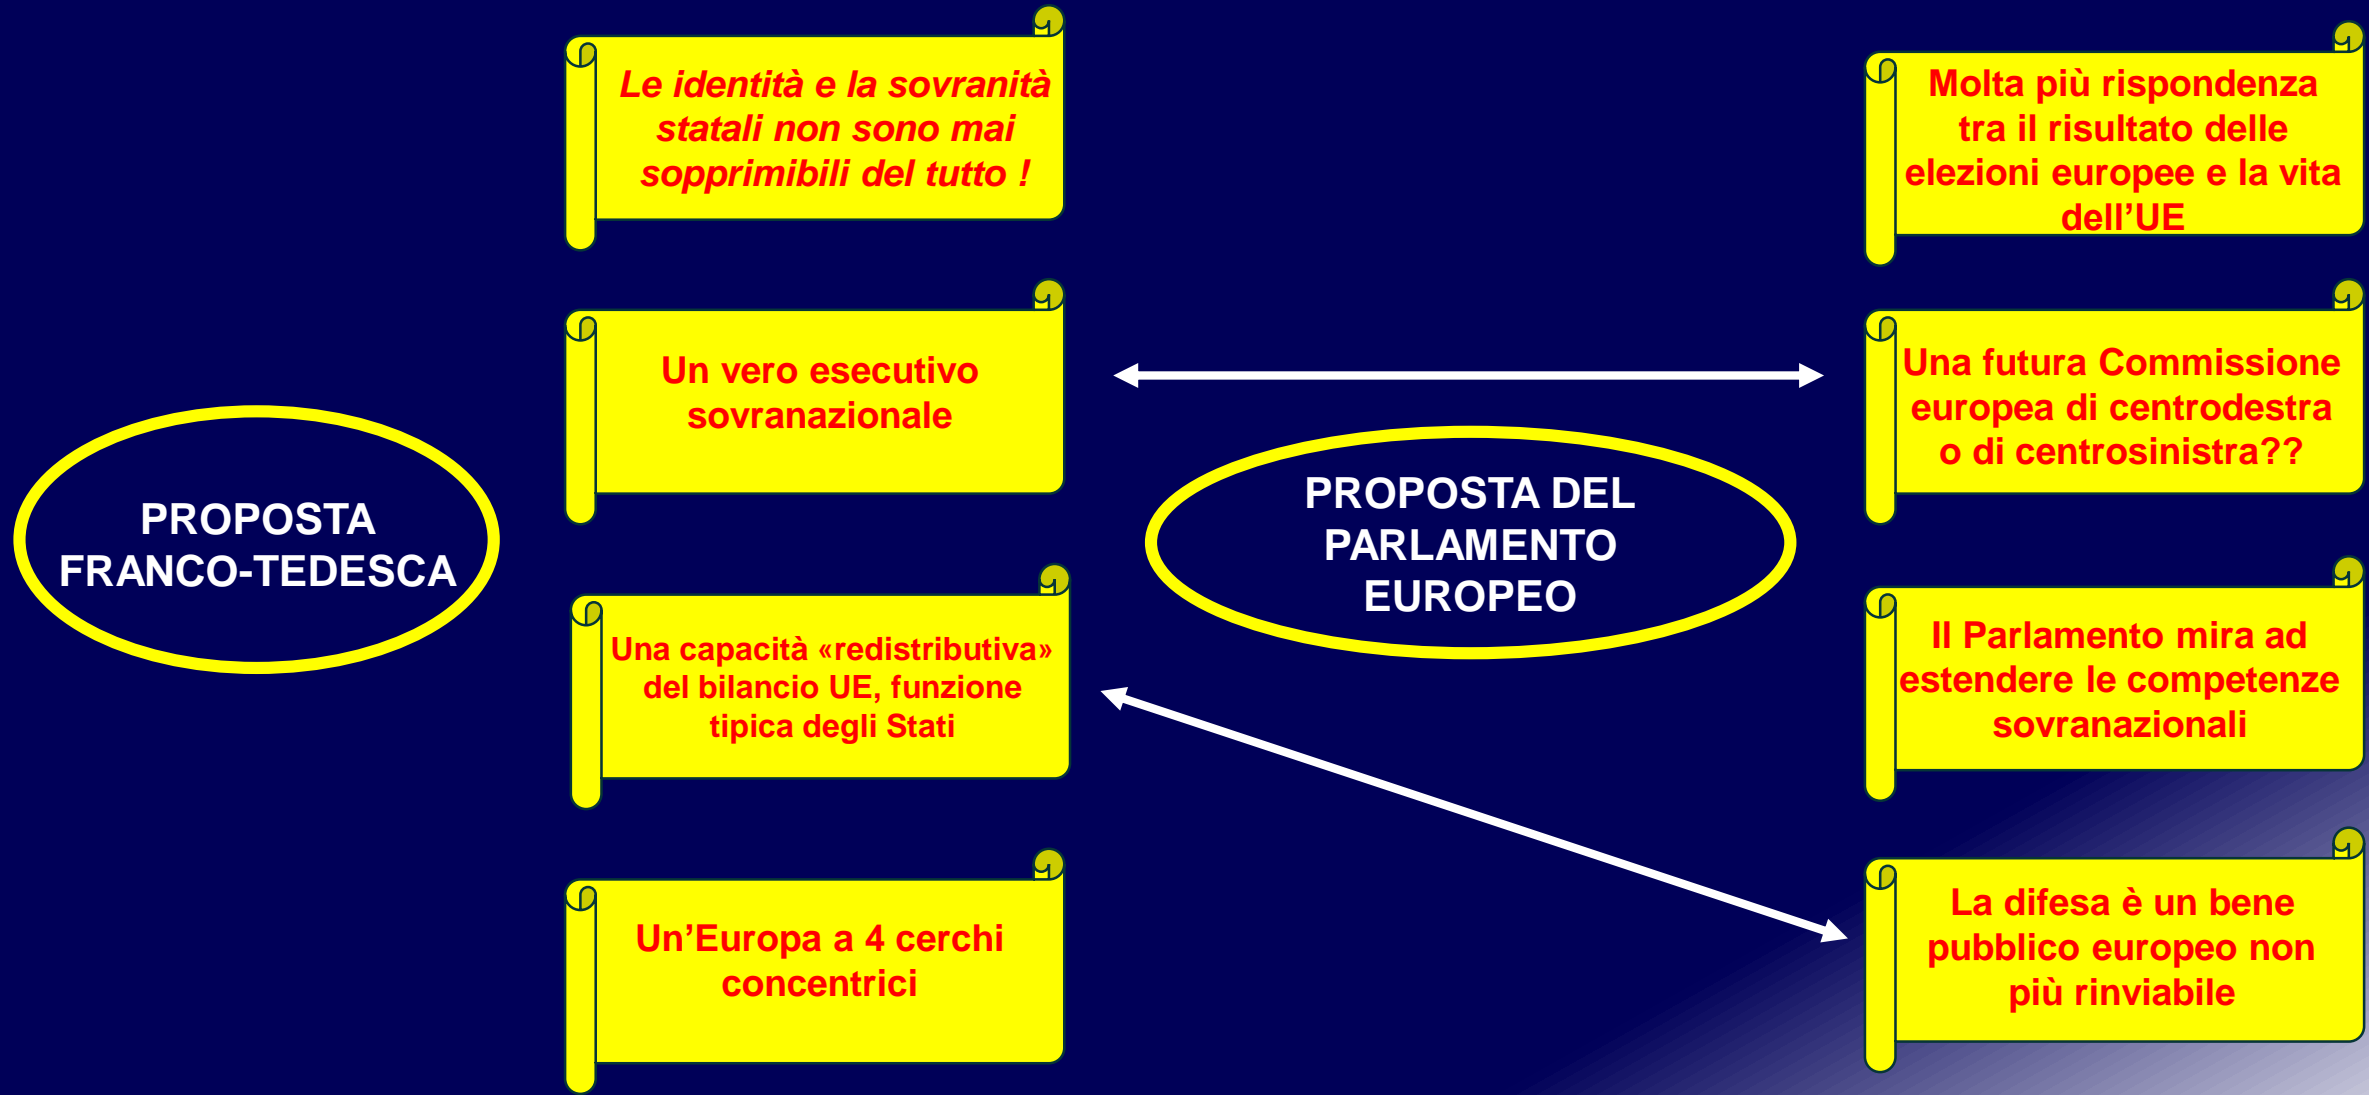 PROPOSTA
FRANCO-TEDESCA
Le identità e la sovranità
statali non sono mai
sopprimibili del tutto !
Un vero esecutivo
sovranazionale
Una capacità «redistributiva»
del bilancio UE, funzione
tipica degli Stati
Un’Europa a 4 cerchi
concentrici
PROPOSTA DEL
PARLAMENTO
EUROPEO
Molta più rispondenza
tra il risultato delle
elezioni europee e la vita
dell’UE
Una futura Commissione
europea di centrodestra
o di centrosinistra??
Il Parlamento mira ad
estendere le competenze
sovranazionali
La difesa è un bene
pubblico europeo non
più rinviabile